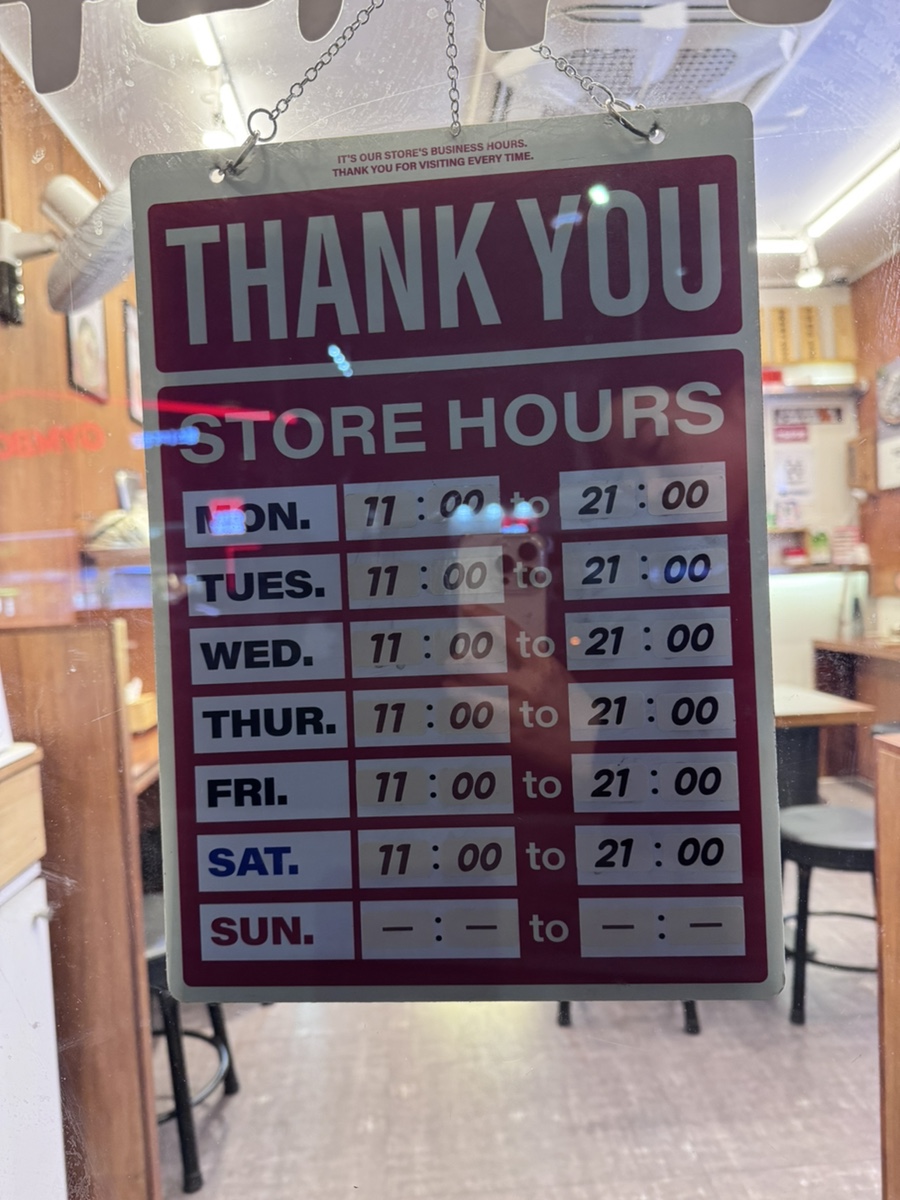 IT'S OUR STORE'S BUSINESS HOURS.
THANK YOU FOR VISITING EVERY TIME.
THANK YOU
STORE HOURS
MON. 11 : 00 to 21 : 00
TUES. 11 : 00 to 21 : 00
WED. 11 : 00 to 21 : 00
THUR. 11 : 00 to 21 : 00
FRI. 11 : 00 to 21 : 00
SAT. 11 : 00 to 21 : 00
SUN. — : — to — : —